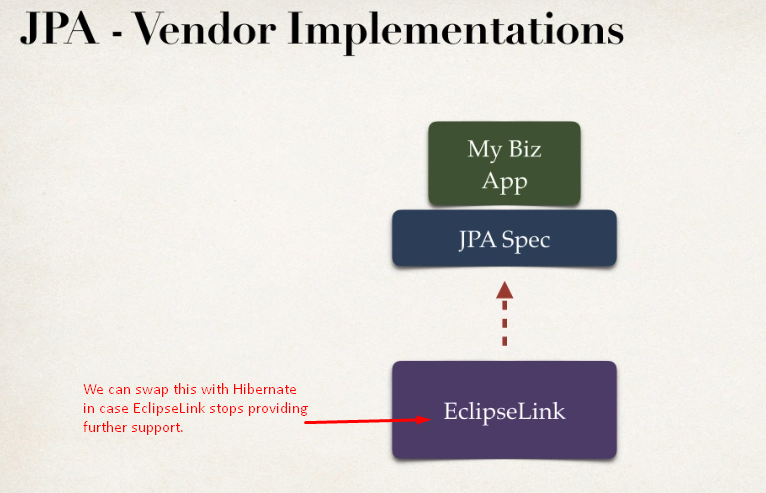 JPA - Vendor Implementations
My Biz
App
JPA Spec
We can swap this with Hibernate
in case EclipseLink stops providing
further support.
EclipseLink